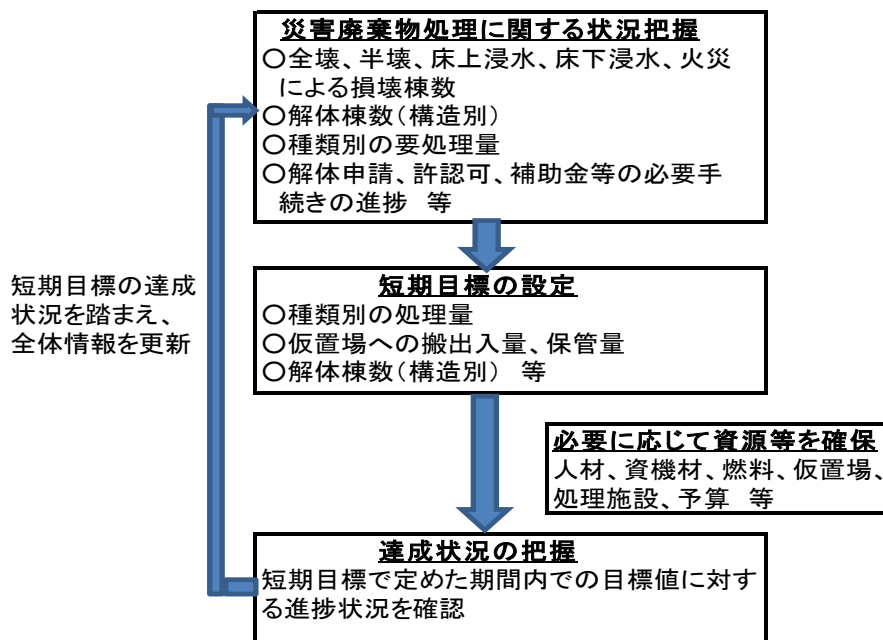 災害廃棄物処理に関する状況把握
〇全壊、半壊、床上浸水、床下浸水、火災
による損壊棟数
〇解体棟数(構造別)
〇種類別の要処理量
〇解体申請、許認可、補助金等の必要手
続きの進捗 等
短期目標の達成
状況を踏まえ、
全体情報を更新
短期目標の設定
〇種類別の処理量
〇仮置場への搬出入量、保管量
〇解体棟数(構造別) 等
必要に応じて資源等を確保
人材、資機材、燃料、仮置場、
処理施設、予算 等
達成状況の把握
短期目標で定めた期間内での目標値に対す
る進捗状況を確認